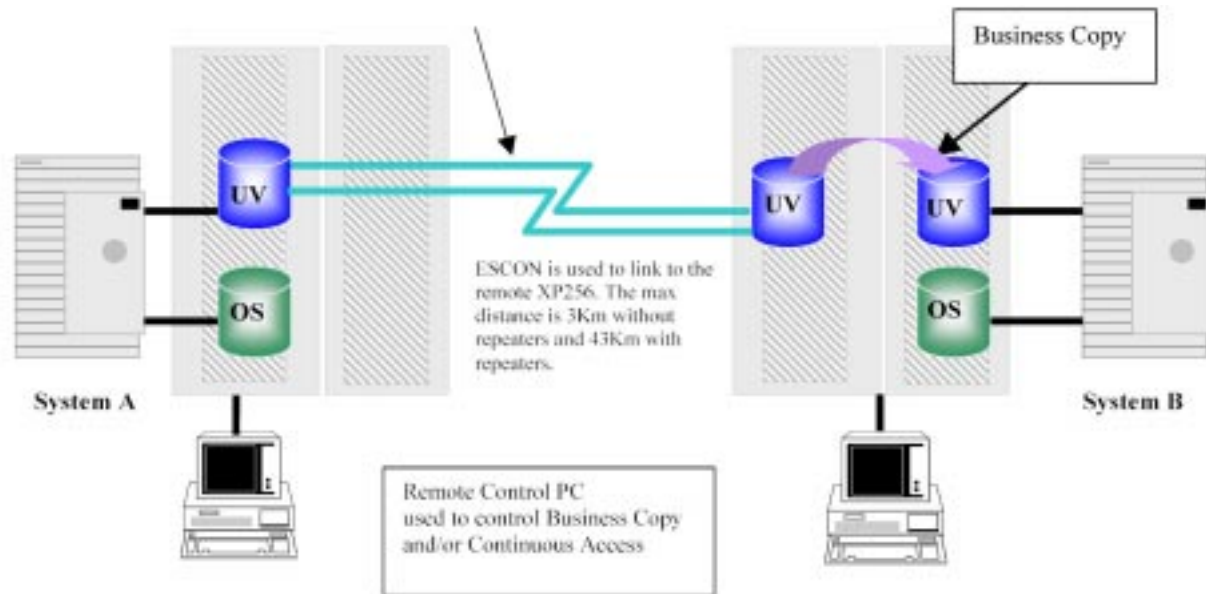 Business Copy
UV
UV
UV
OS
OS
ESCON is used to link to the
remote XP256. The max
distance is 3Km without
repeaters and 43Km with
repeaters.
System A
System B
Remote Control PC
used to control Business Copy
and/or Continuous Access